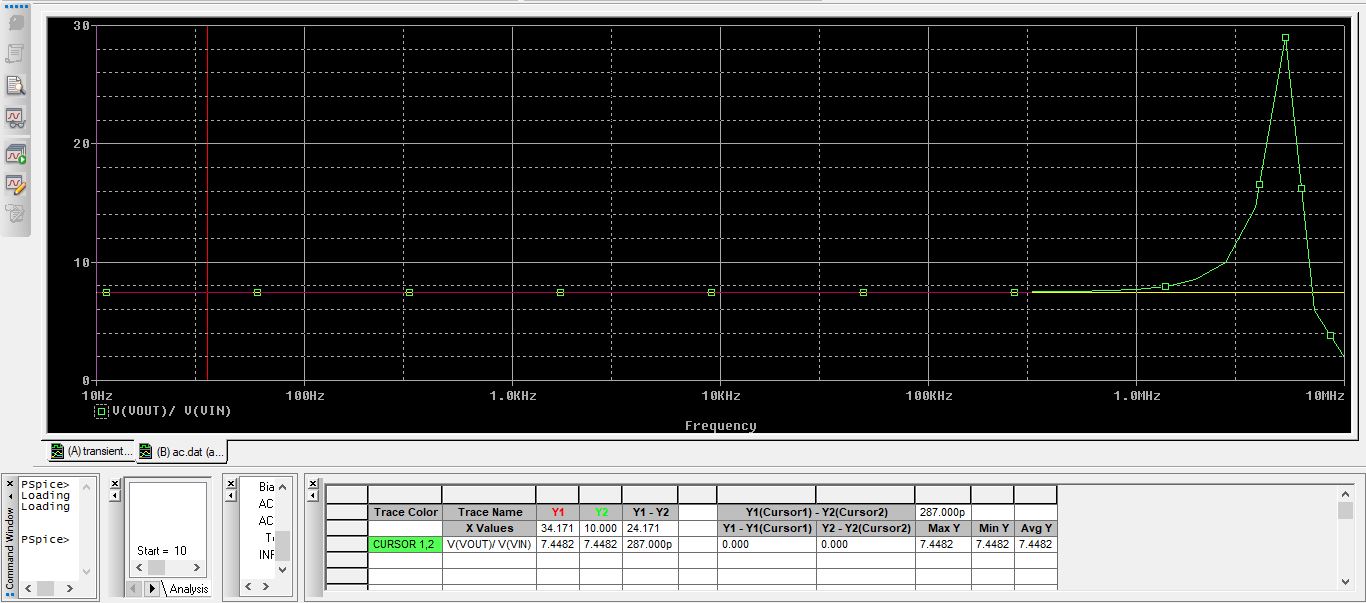 30
20
10
0
10Hz 100Hz 1.0KHz 10KHz 100KHz 1.0MHz 10MHz
V(VOUT)/ V(VIN)
Frequency
(A) transient... (B) ac.dat (a...
Command Window
PSpice>
Loading
Loading
PSpice>
Start = 10
Analysis
Bia
AC
AC
INF
Trace Color Trace Name Y1 Y2 Y1 - Y2 Y1(Cursor1) - Y2(Cursor2) 287.000p
X Values 34.171 10.000 24.171 Y1 - Y1(Cursor1) Y2 - Y2(Cursor2) Max Y Min Y Avg Y
CURSOR 1,2 V(VOUT)/ V(VIN) 7.4482 7.4482 287.000p 0.000 0.000 7.4482 7.4482 7.4482